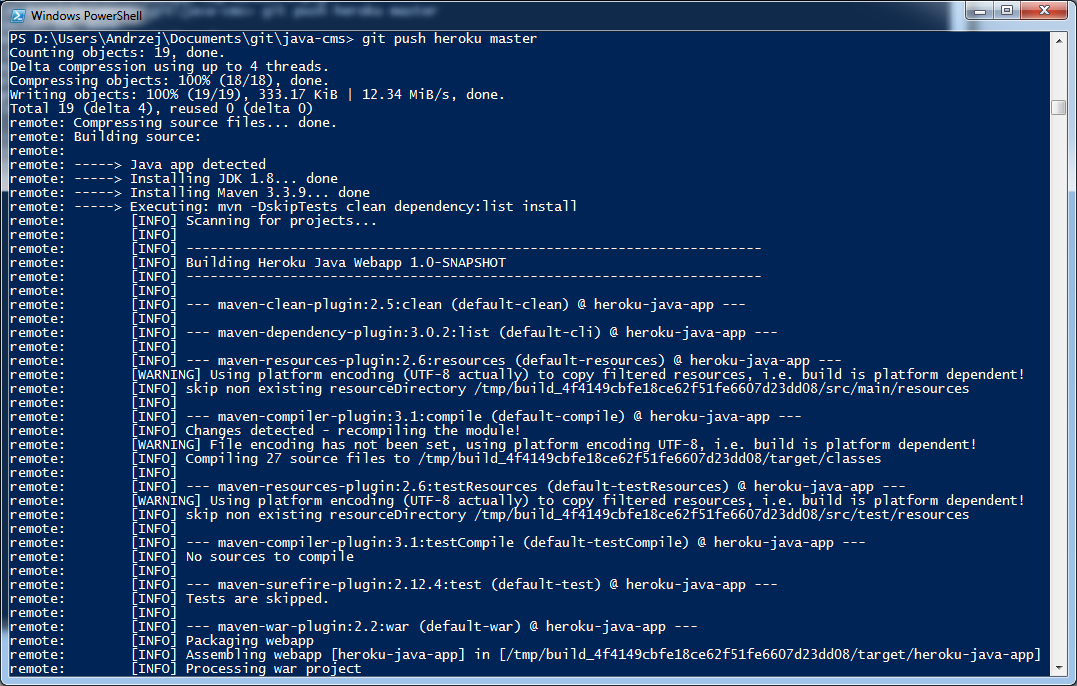 Windows PowerShell
PS D:\Users\Andrzej\Documents\git\java-cms> git push heroku master
Counting objects: 19, done.
Delta compression using up to 4 threads.
Compressing objects: 100% (18/18), done.
Writing objects: 100% (19/19), 333.17 KiB | 12.34 MiB/s, done.
Total 19 (delta 4), reused 0 (delta 0)
remote: Compressing source files... done.
remote: Building source:
remote:
remote: -----> Java app detected
remote: -----> Installing JDK 1.8... done
remote: -----> Installing Maven 3.3.9... done
remote: -----> Executing: mvn -DskipTests clean dependency:list install
remote:        [INFO] Scanning for projects...
remote:        [INFO]
remote:        [INFO] ------------------------------------------------------------------------
remote:        [INFO] Building Heroku Java Webapp 1.0-SNAPSHOT
remote:        [INFO] ------------------------------------------------------------------------
remote:        [INFO]
remote:        [INFO] --- maven-clean-plugin:2.5:clean (default-clean) @ heroku-java-app ---
remote:        [INFO]
remote:        [INFO] --- maven-dependency-plugin:3.0.2:list (default-cli) @ heroku-java-app ---
remote:        [INFO]
remote:        [INFO] --- maven-resources-plugin:2.6:resources (default-resources) @ heroku-java-app ---
remote:        [WARNING] Using platform encoding (UTF-8 actually) to copy filtered resources, i.e. build is platform dependent!
remote:        [INFO] skip non existing resourceDirectory /tmp/build_4f4149cbfe18ce62f51fe6607d23dd08/src/main/resources
remote:        [INFO]
remote:        [INFO] --- maven-compiler-plugin:3.1:compile (default-compile) @ heroku-java-app ---
remote:        [INFO] Changes detected - recompiling the module!
remote:        [WARNING] File encoding has not been set, using platform encoding UTF-8, i.e. build is platform dependent!
remote:        [INFO] Compiling 27 source files to /tmp/build_4f4149cbfe18ce62f51fe6607d23dd08/target/classes
remote:        [INFO]
remote:        [INFO] --- maven-resources-plugin:2.6:testResources (default-testResources) @ heroku-java-app ---
remote:        [WARNING] Using platform encoding (UTF-8 actually) to copy filtered resources, i.e. build is platform dependent!
remote:        [INFO] skip non existing resourceDirectory /tmp/build_4f4149cbfe18ce62f51fe6607d23dd08/src/test/resources
remote:        [INFO]
remote:        [INFO] --- maven-compiler-plugin:3.1:testCompile (default-testCompile) @ heroku-java-app ---
remote:        [INFO] No sources to compile
remote:        [INFO]
remote:        [INFO] --- maven-surefire-plugin:2.12.4:test (default-test) @ heroku-java-app ---
remote:        [INFO] Tests are skipped.
remote:        [INFO]
remote:        [INFO] --- maven-war-plugin:2.2:war (default-war) @ heroku-java-app ---
remote:        [INFO] Packaging webapp
remote:        [INFO] Assembling webapp [heroku-java-app] in [/tmp/build_4f4149cbfe18ce62f51fe6607d23dd08/target/heroku-java-app]
remote:        [INFO] Processing war project